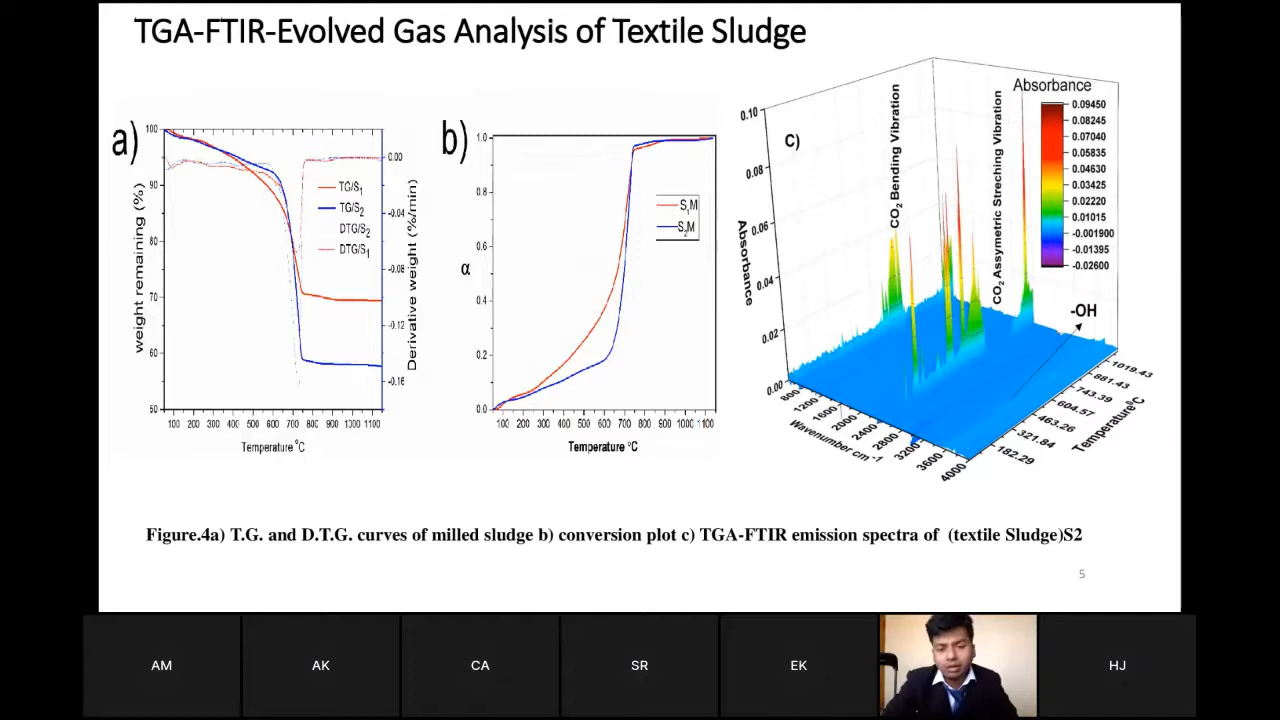 TGA-FTIR-Evolved Gas Analysis of Textile Sludge
a)
100
90
80
70
60
50
weight remaining (%)
100 200 300 400 500 600 700 800 900 1000 1100
Temperature °C
0.00
-0.04
-0.08
-0.12
-0.16
Derivative weight (%/min)
TG/S1
TG/S2
DTG/S2
DTG/S1
b)
1.0
0.8
0.6
0.4
0.2
0.0
α
100 200 300 400 500 600 700 800 900 1000 1100
Temperature °C
S1M
S2M
c)
0.10
0.08
0.06
0.04
0.02
0.00
Absorbance
CO2 Bending Vibration
CO2 Assymetric Streching Vibration
-OH
Absorbance
0.09450
0.08245
0.07040
0.05835
0.04630
0.03425
0.02220
0.01015
-0.001900
-0.01395
-0.02600
800 1200 1600 2000 2400 2800 3200 3600 4000
Wavenumber cm -1
1019.43
881.43
743.39
604.57
463.26
321.84
182.29
Temperature°C
Figure.4a) T.G. and D.T.G. curves of milled sludge b) conversion plot c) TGA-FTIR emission spectra of (textile Sludge)S2
5
AM AK CA SR EK HJ